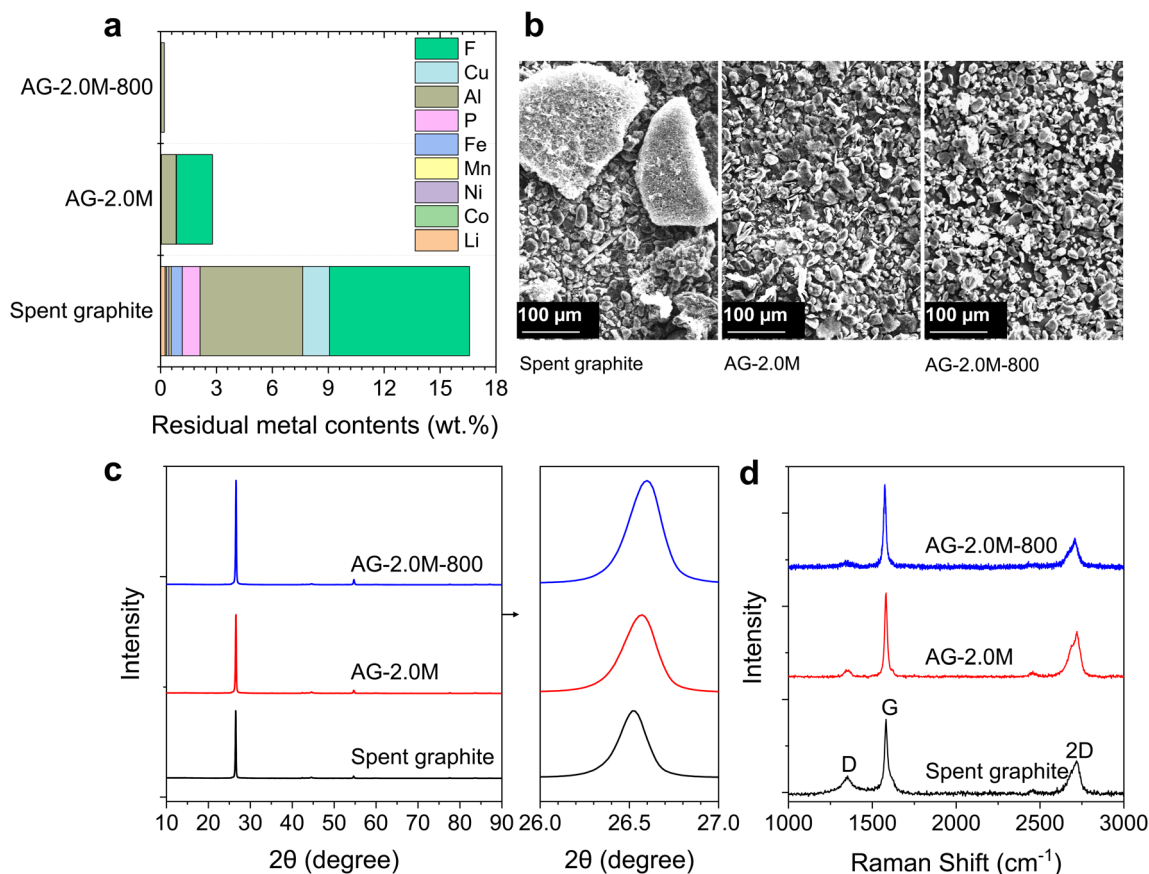 a
AG-2.0M-800
AG-2.0M
Spent graphite
F
Cu
Al
P
Fe
Mn
Ni
Co
Li
0 3 6 9 12 15 18
Residual metal contents (wt.%)
b
100 µm 100 µm 100 µm
Spent graphite AG-2.0M AG-2.0M-800
c
Intensity
AG-2.0M-800
AG-2.0M
Spent graphite
10 20 30 40 50 60 70 80 90
2θ (degree)
26.0 26.5 27.0
2θ (degree)
d
Intensity
AG-2.0M-800
AG-2.0M
G
D
2D
Spent graphite
1000 1500 2000 2500 3000
Raman Shift (cm⁻¹)